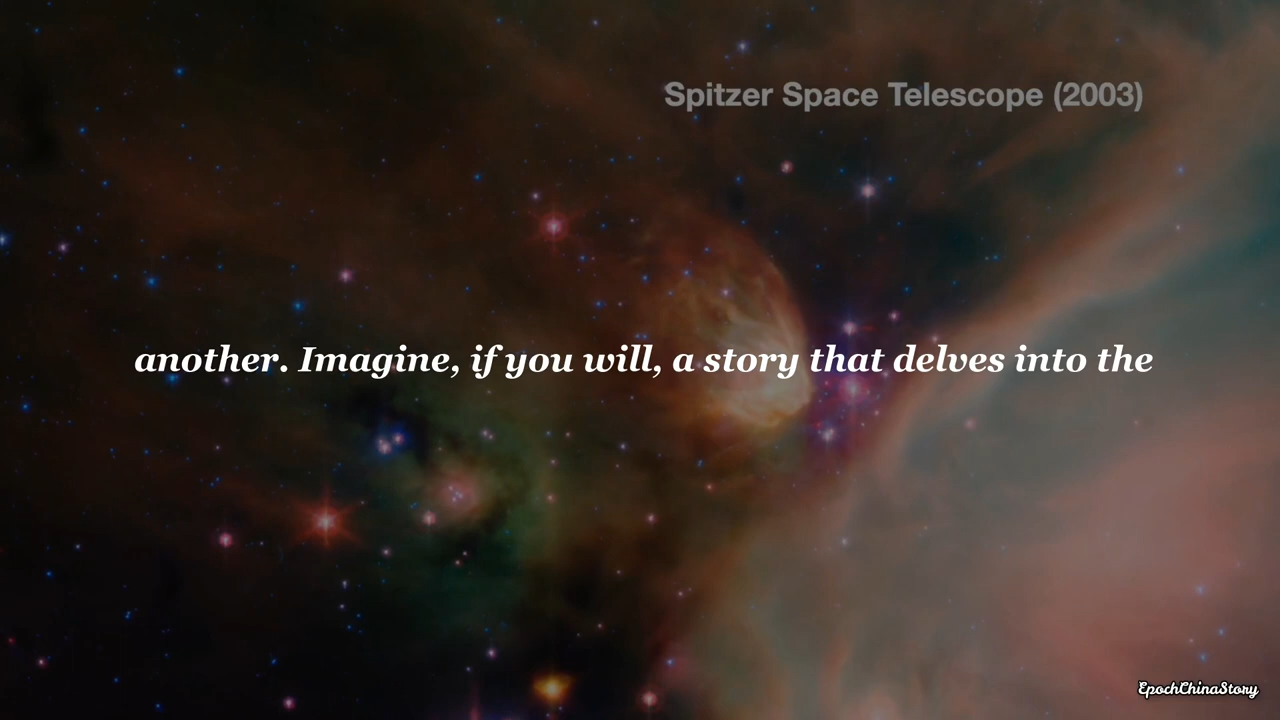 Spitzer Space Telescope (2003)
another. Imagine, if you will, a story that delves into the
EpochChinaStory